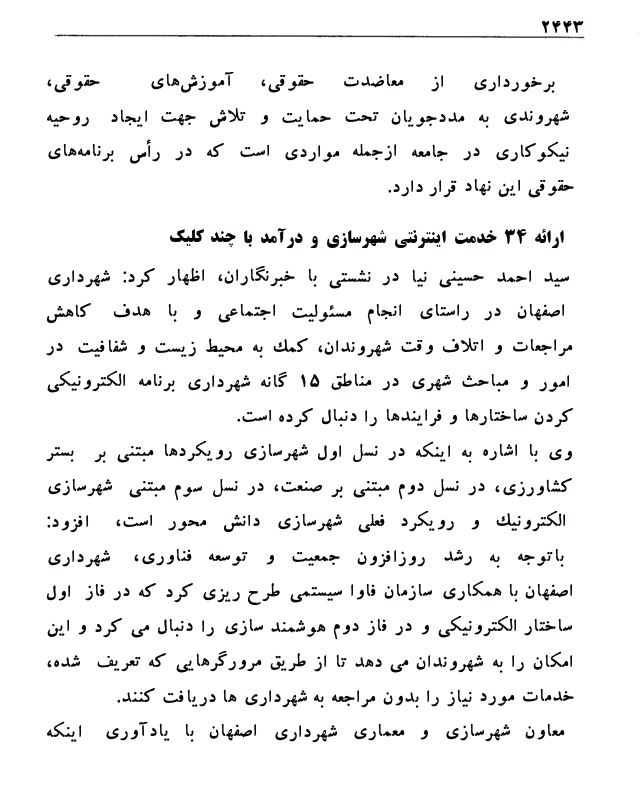 ۲۴۴۳
برخورداری از معاضدت حقوقی، آموزش‌های حقوقی،
شهروندی به مددجویان تحت حمایت و تلاش جهت ایجاد روحیه
نیکوکاری در جامعه ازجمله مواردی است که در رأس برنامه‌های
حقوقی این نهاد قرار دارد.
ارائه ۳۴ خدمت اینترنتی شهرسازی و درآمد با چند کلیک
سید احمد حسینی نیا در نشستی با خبرنگاران، اظهار کرد: شهرداری
اصفهان در راستای انجام مسئولیت اجتماعی و با هدف کاهش
مراجعات و اتلاف وقت شهروندان، کمك به محیط زیست و شفافیت در
امور و مباحث شهری در مناطق ۱۵ گانه شهرداری برنامه الکترونیکی
کردن ساختارها و فرایندها را دنبال کرده است.
وی با اشاره به اینکه در نسل اول شهرسازی رویکردها مبتنی بر بستر
کشاورزی، در نسل دوم مبتنی بر صنعت، در نسل سوم مبتنی شهرسازی
الکترونیك و رویکرد فعلی شهرسازی دانش محور است، افزود:
باتوجه به رشد روزافزون جمعیت و توسعه فناوری، شهرداری
اصفهان با همکاری سازمان فاوا سیستمی طرح ریزی کرد که در فاز اول
ساختار الکترونیکی و در فاز دوم هوشمند سازی را دنبال می کرد و این
امکان را به شهروندان می دهد تا از طریق مرورگرهایی که تعریف شده،
خدمات مورد نیاز را بدون مراجعه به شهرداری ها دریافت کنند.
معاون شهرسازی و معماری شهرداری اصفهان با یادآوری اینکه